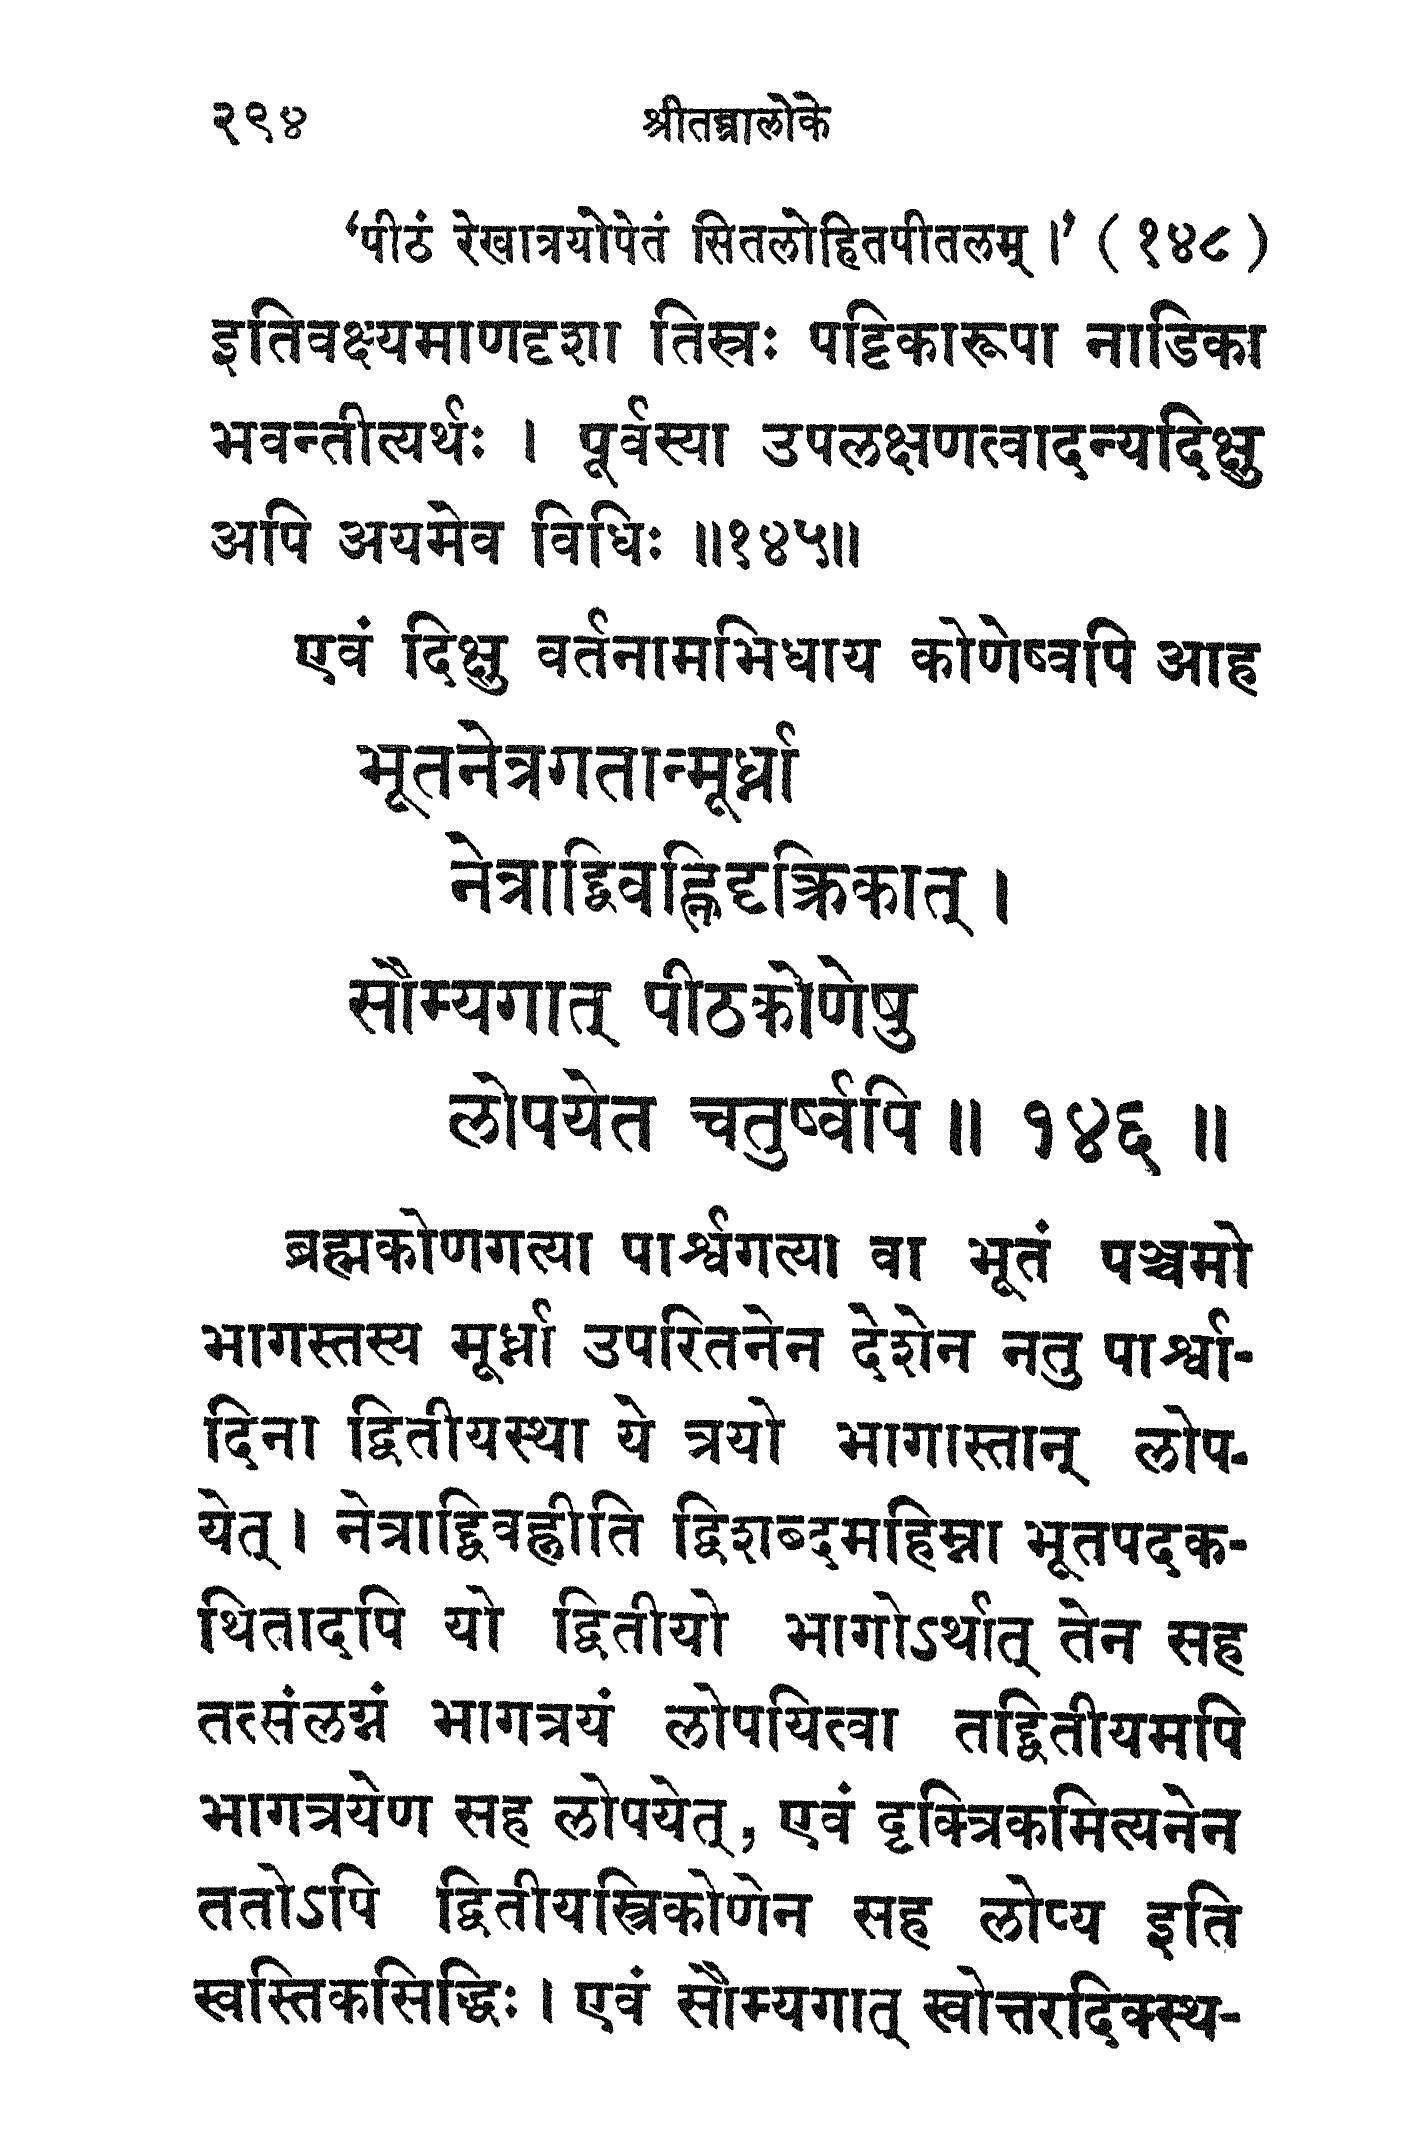 २९४ श्रीतन्त्रालोके
‘पीठं रेखात्रयोपेतं सितलोहितपीतलम् ।’ ( १४८ )
इतिवक्ष्यमाणदृशा तिस्रः पट्टिकारूपा नाडिका
भवन्तीत्यर्थः । पूर्वस्या उपलक्षणत्वादन्यदिक्षु
अपि अयमेव विधिः ॥१४५॥
एवं दिक्षु वर्तनामभिधाय कोणेष्वपि आह
भूतनेत्रगतान्मूर्ध्ना
नेत्राद्द्विवह्निदृक्त्रिकात् ।
सौम्यगात् पीठकोणेषु
लोपयेत चतुर्ष्वपि ॥ १४६ ॥
ब्रह्मकोणगत्या पार्श्वगत्या वा भूतं पञ्चमो
भागस्तस्य मूर्ध्ना उपरितनेन देशेन नतु पार्श्वा-
दिना द्वितीयस्था ये त्रयो भागास्तान् लोप-
येत् । नेत्राद्द्विवह्नीति द्विशब्दमहिम्ना भूतपदक-
थितादपि यो द्वितीयो भागोऽर्थात् तेन सह
तत्संलग्नं भागत्रयं लोपयित्वा तद्द्वितीयमपि
भागत्रयेण सह लोपयेत्, एवं दृक्त्रिकमित्यनेन
ततोऽपि द्वितीयस्त्रिकोणेन सह लोप्य इति
स्वस्तिकसिद्धिः । एवं सौम्यगात् स्वोत्तरदिक्स्थ-